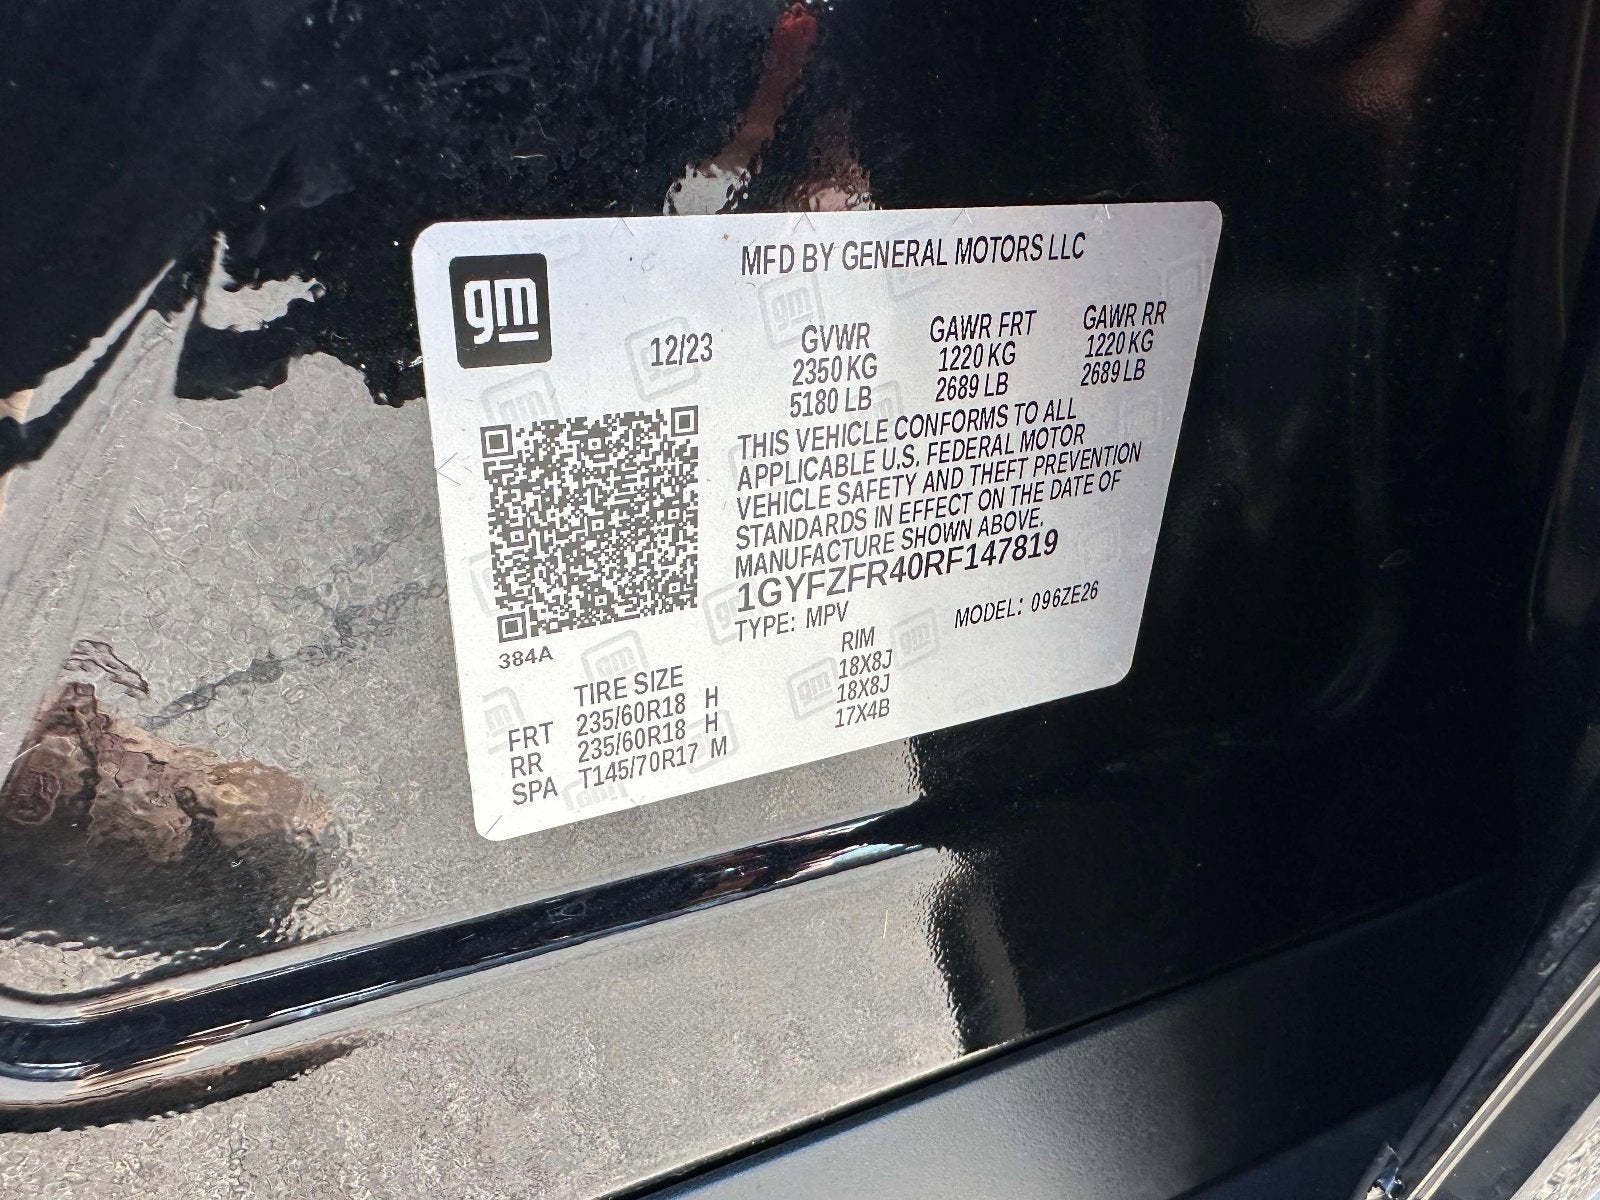 gm
MFD BY GENERAL MOTORS LLC
12/23
GVWR GAWR FRT GAWR RR
2350 KG 1220 KG 1220 KG
5180 LB 2689 LB 2689 LB
THIS VEHICLE CONFORMS TO ALL
APPLICABLE U.S. FEDERAL MOTOR
VEHICLE SAFETY AND THEFT PREVENTION
STANDARDS IN EFFECT ON THE DATE OF
MANUFACTURE SHOWN ABOVE.
1GYFZFR40RF147819
TYPE: MPV MODEL: 096ZE26
384A
TIRE SIZE RIM
FRT 235/60R18 H 18X8J
RR 235/60R18 H 18X8J
SPA T145/70R17 M 17X4B